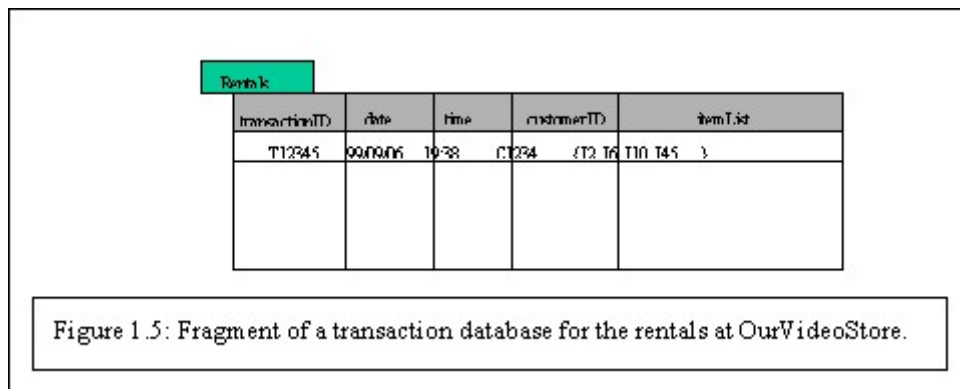 Rentals
transactionID date time customerID itemList
T12345 99/09/06 19:38 C1234 {I2, I6, I10, I45 ....}
Figure 1.5: Fragment of a transaction database for the rentals at OurVideoStore.